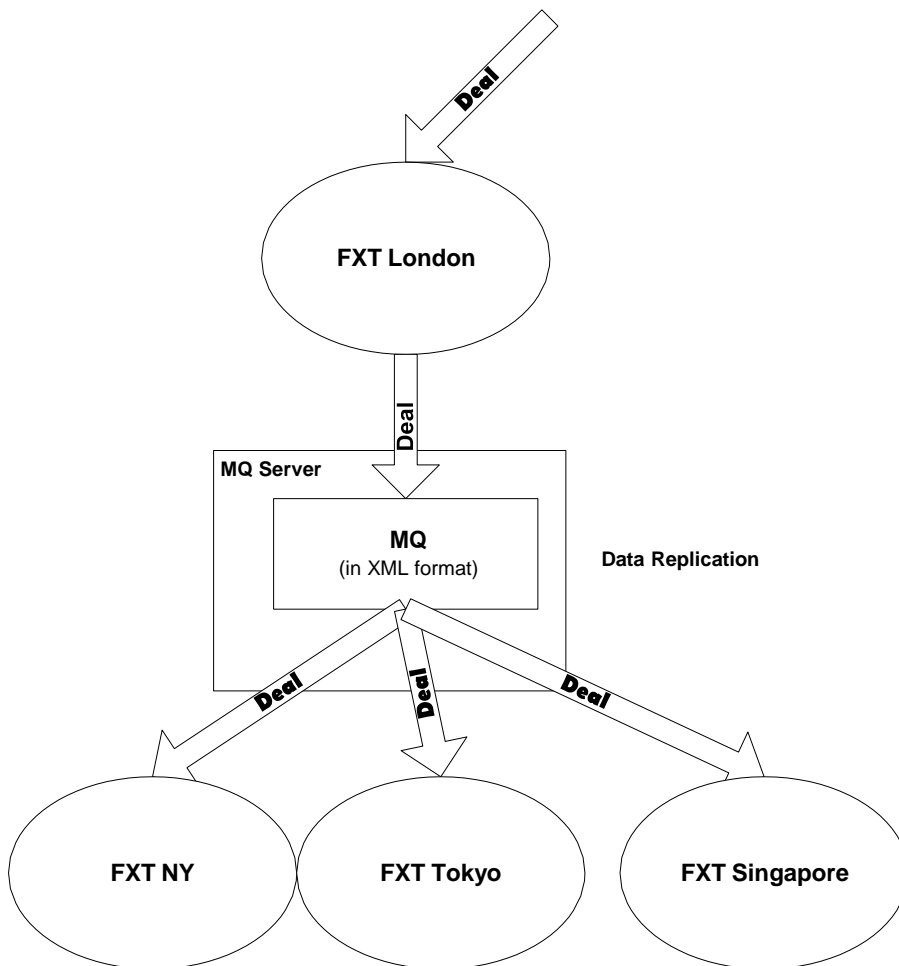 Deal
FXT London
Deal
MQ Server
MQ
(in XML format)
Data Replication
Deal
Deal
Deal
FXT NY
FXT Tokyo
FXT Singapore